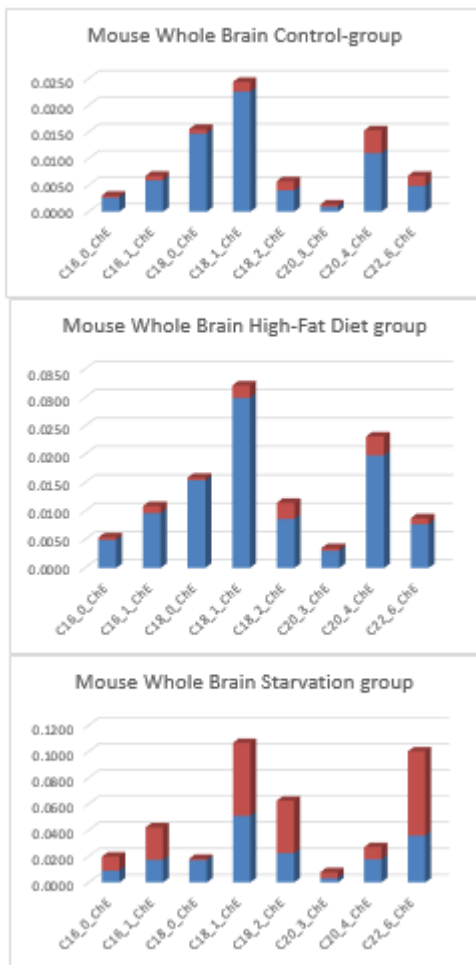 Mouse Whole Brain Control-group
0.0250
0.0200
0.0150
0.0100
0.0050
0.0000
C16_0_ChE
C16_1_ChE
C18_0_ChE
C18_1_ChE
C18_2_ChE
C20_3_ChE
C20_4_ChE
C22_6_ChE
Mouse Whole Brain High-Fat Diet group
0.0350
0.0300
0.0250
0.0200
0.0150
0.0100
0.0050
0.0000
C16_0_ChE
C16_1_ChE
C18_0_ChE
C18_1_ChE
C18_2_ChE
C20_3_ChE
C20_4_ChE
C22_6_ChE
Mouse Whole Brain Starvation group
0.1200
0.1000
0.0800
0.0600
0.0400
0.0200
0.0000
C16_0_ChE
C16_1_ChE
C18_0_ChE
C18_1_ChE
C18_2_ChE
C20_3_ChE
C20_4_ChE
C22_6_ChE